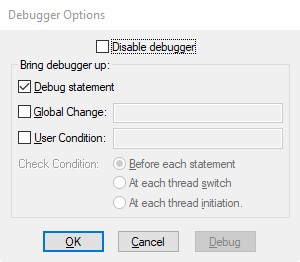 Debugger Options
Disable debugger
Bring debugger up:
Debug statement
Global Change:
User Condition:
Check Condition: Before each statement
At each thread switch
At each thread initiation.
OK Cancel Debug